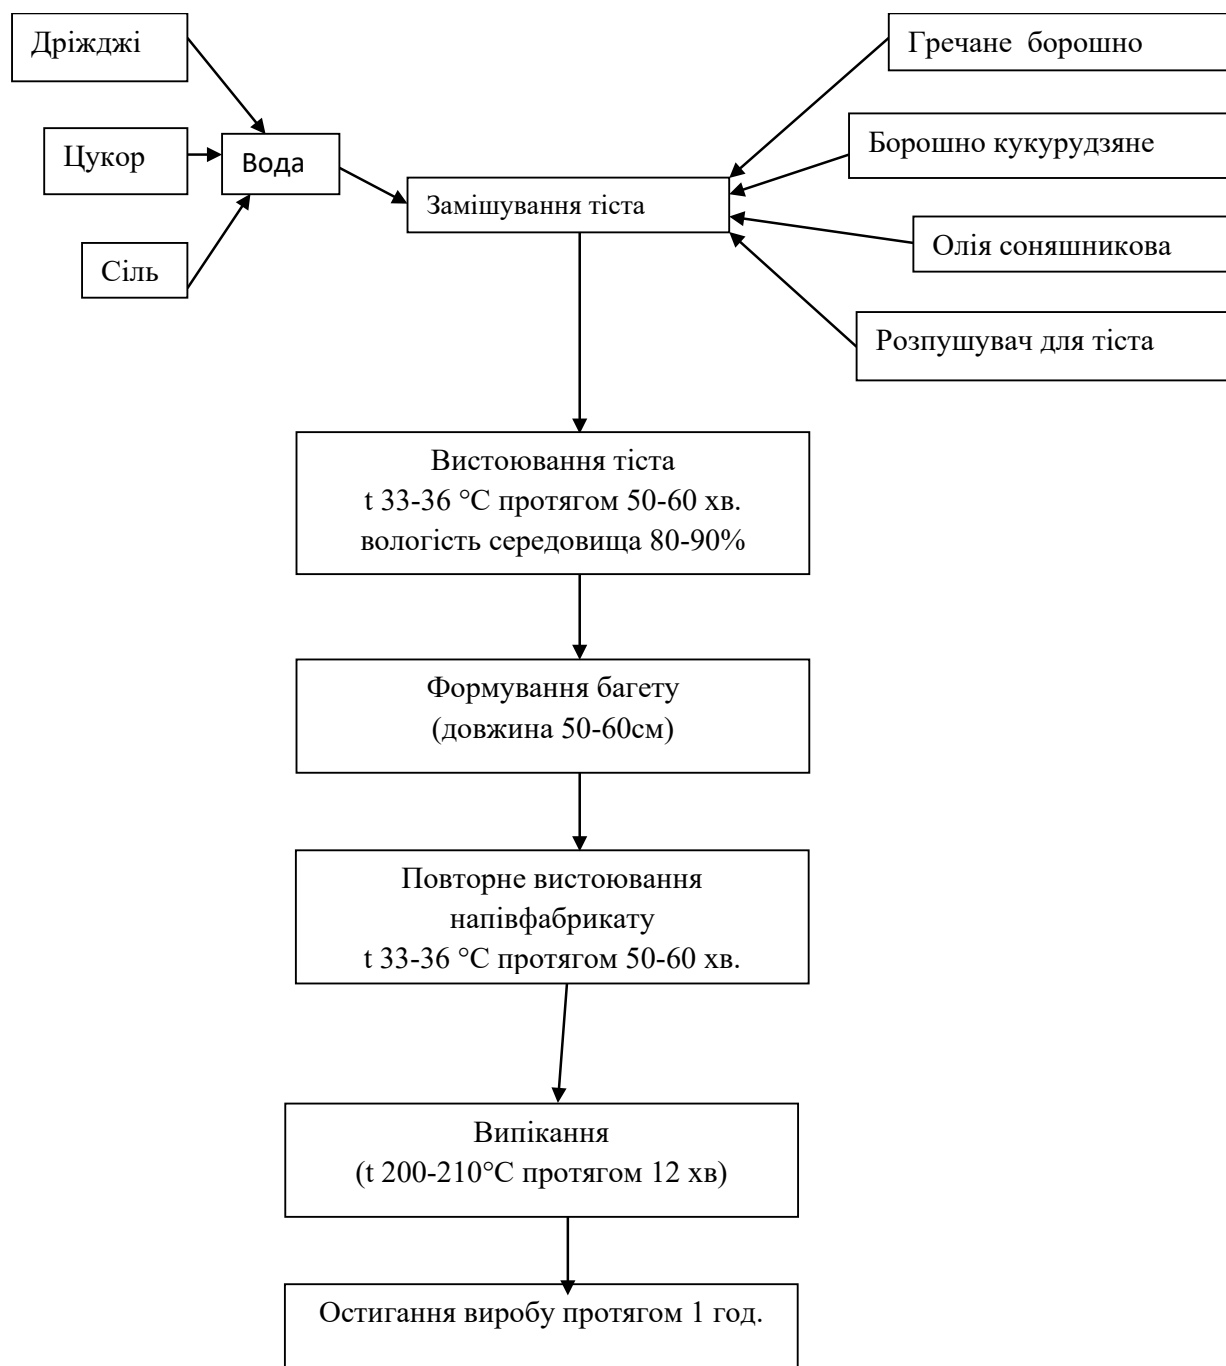 Дріжджі
Гречане борошно
Цукор
Вода
Борошно кукурудзяне
Замішування тіста
Олія соняшникова
Сіль
Розпушувач для тіста
Вистоювання тіста
t 33-36 °С протягом 50-60 хв.
вологість середовища 80-90%
Формування багету
(довжина 50-60см)
Повторне вистоювання
напівфабрикату
t 33-36 °С протягом 50-60 хв.
Випікання
(t 200-210°С протягом 12 хв)
Остигання виробу протягом 1 год.